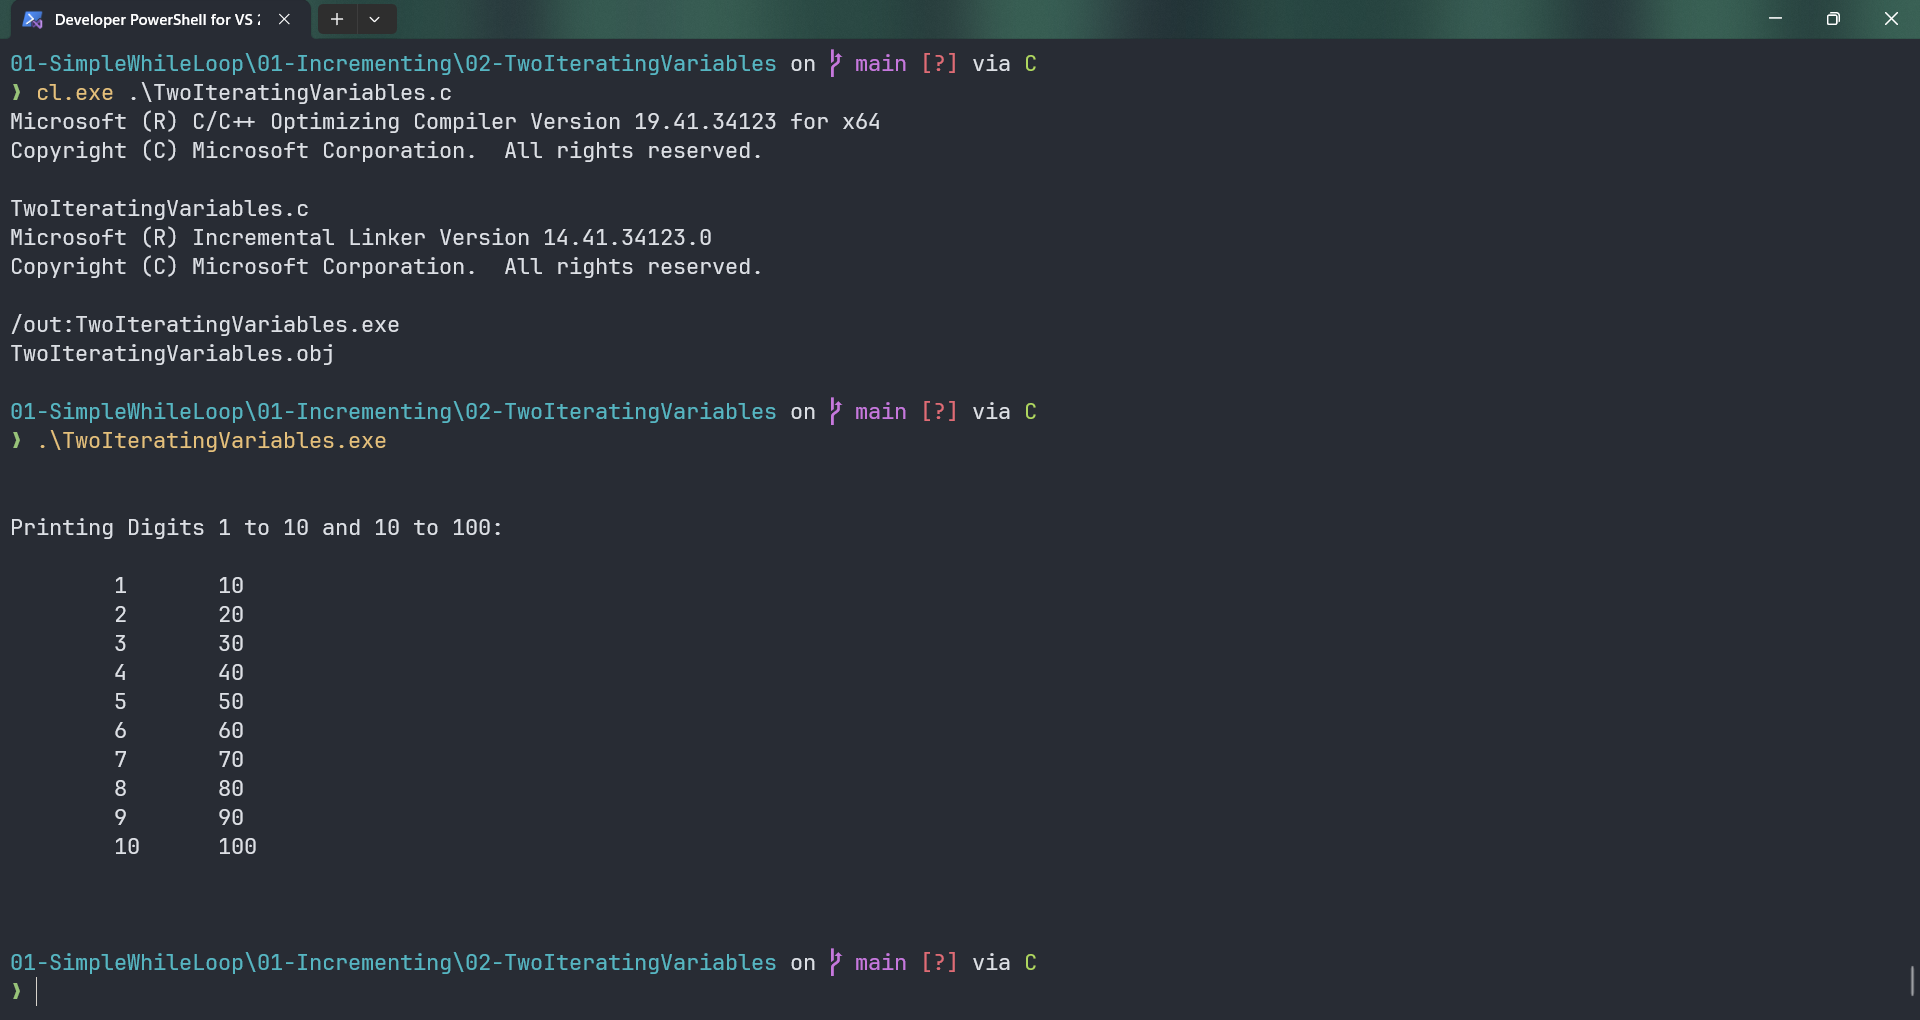 Developer PowerShell for VS
01-SimpleWhileLoop\01-Incrementing\02-TwoIteratingVariables on main [?] via C
❯ cl.exe .\TwoIteratingVariables.c
Microsoft (R) C/C++ Optimizing Compiler Version 19.41.34123 for x64
Copyright (C) Microsoft Corporation.  All rights reserved.
TwoIteratingVariables.c
Microsoft (R) Incremental Linker Version 14.41.34123.0
Copyright (C) Microsoft Corporation.  All rights reserved.
/out:TwoIteratingVariables.exe
TwoIteratingVariables.obj
01-SimpleWhileLoop\01-Incrementing\02-TwoIteratingVariables on main [?] via C
❯ .\TwoIteratingVariables.exe
Printing Digits 1 to 10 and 10 to 100:
1 10
2 20
3 30
4 40
5 50
6 60
7 70
8 80
9 90
10 100
01-SimpleWhileLoop\01-Incrementing\02-TwoIteratingVariables on main [?] via C
❯